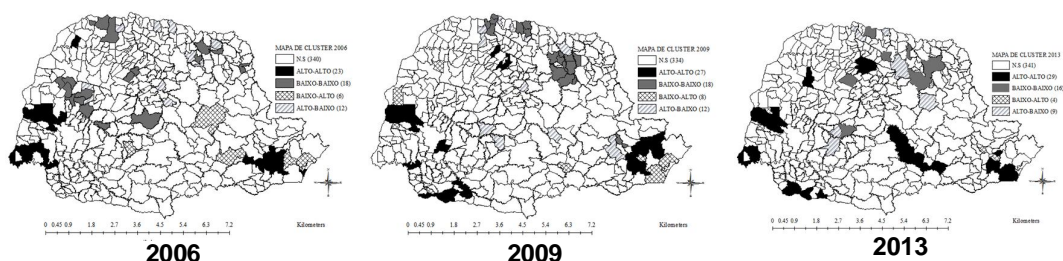 MAPA DE CLUSTER 2006
N.S (340)
ALTO-ALTO (23)
BAIXO-BAIXO (18)
BAIXO-ALTO (6)
ALTO-BAIXO (12)
Kilometers
0 0.45 0.9 1.8 2.7 3.6 4.5 5.4 6.3 7.2
2006
MAPA DE CLUSTER 2009
N.S (334)
ALTO-ALTO (27)
BAIXO-BAIXO (18)
BAIXO-ALTO (8)
ALTO-BAIXO (12)
Kilometers
0 0.45 0.9 1.8 2.7 3.6 4.5 5.4 6.3 7.2
2009
MAPA DE CLUSTER 2013
N.S (341)
ALTO-ALTO (29)
BAIXO-BAIXO (16)
BAIXO-ALTO (4)
ALTO-BAIXO (9)
Kilometers
0 0.45 0.9 1.8 2.7 3.6 4.5 5.4 6.3 7.2
2013